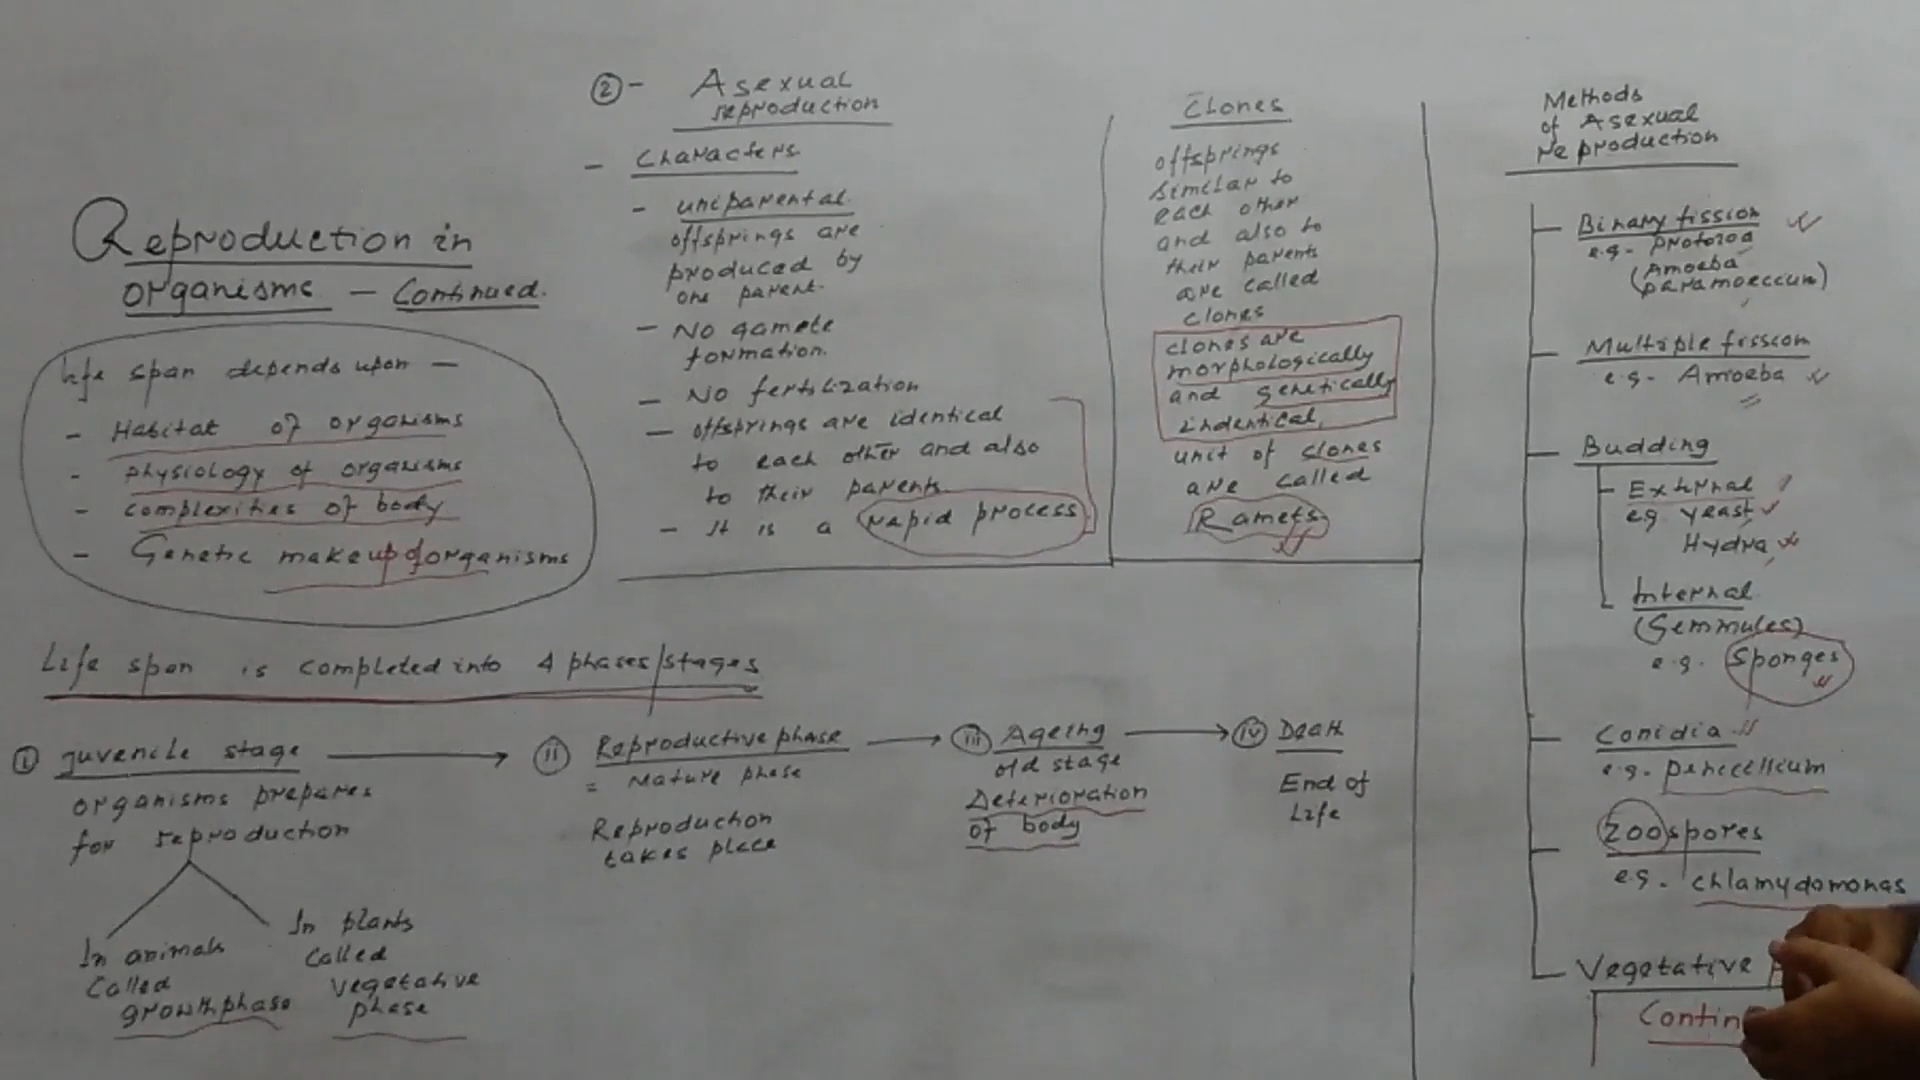 Reproduction in
organisms - Continued.
life span depends upon -
- Habitat of organisms
- physiology of organisms
- complexities of body
- Genetic makeup of organisms
② - Asexual
reproduction
- Characters
- uniparental
offsprings are
produced by
one parent.
- No gamete
formation.
- No fertilization
- offsprings are identical
to each other and also
to their parents
- It is a rapid process
Clones
offsprings
similar to
each other
and also to
their parents
are called
clones
clones are
morphologically
and genetically
indentical.
unit of clones
are called
Ramets
Life span is completed into 4 phases/stages
① juvenile stage
organisms prepares
for reproduction
In animals
called
growth phase
In plants
called
vegetative
phase
ⅱ Reproductive phase
= Mature phase
Reproduction
takes place
ⅲ Ageing
old stage
Deterioration
of body
ⅳ Death
End of
Life
Methods
of Asexual
reproduction
Binary fission
e.g.- protozoa
(Amoeba
paramoeccum)
Multiple fission
e.g- Amoeba
Budding
- External
eg. yeast
Hydra
Internal
(Gemmules)
e.g. sponges
Conidia
e.g. penecellium
Zoospores
e.g. chlamydomonas
Vegetative